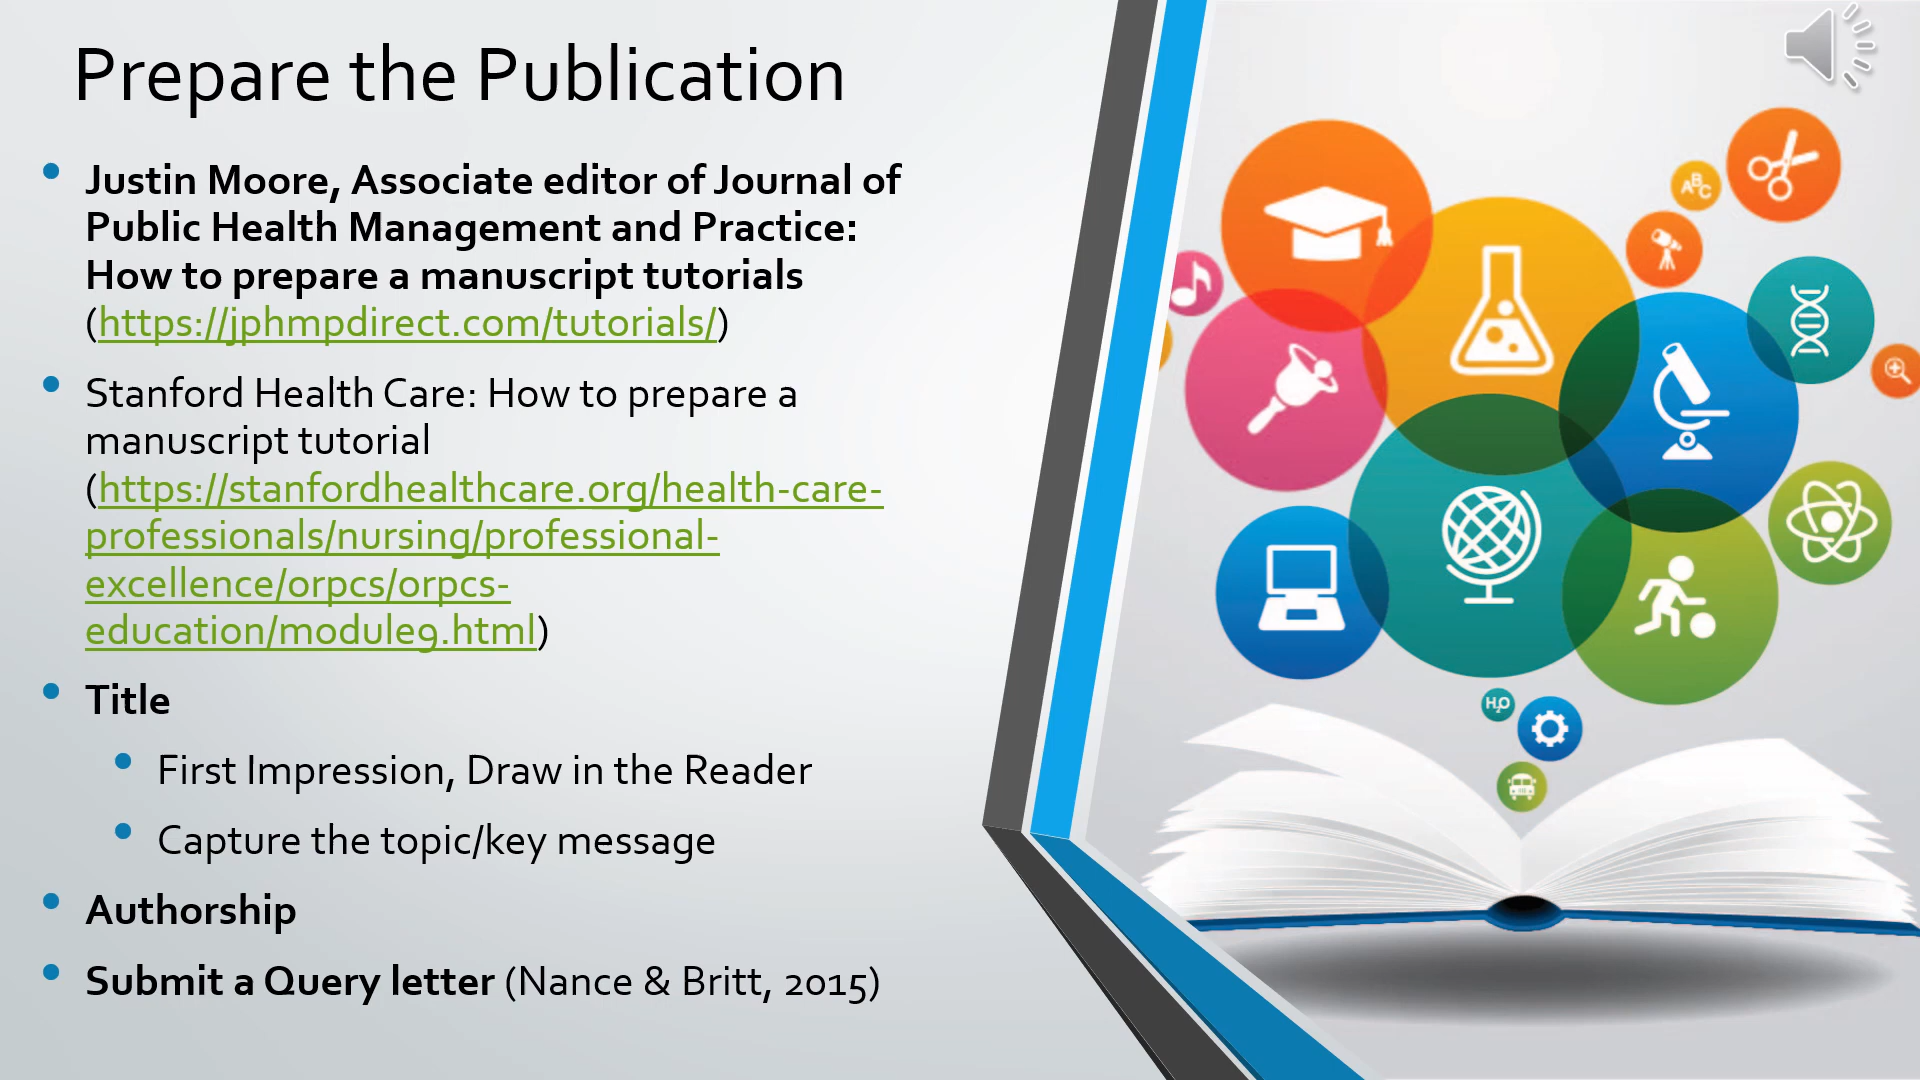 Prepare the Publication
• Justin Moore, Associate editor of Journal of
Public Health Management and Practice:
How to prepare a manuscript tutorials
(https://jphmpdirect.com/tutorials/)
• Stanford Health Care: How to prepare a
manuscript tutorial
(https://stanfordhealthcare.org/health-care-
professionals/nursing/professional-
excellence/orpcs/orpcs-
education/module9.html)
• Title
• First Impression, Draw in the Reader
• Capture the topic/key message
• Authorship
• Submit a Query letter (Nance & Britt, 2015)
ABC
H2O